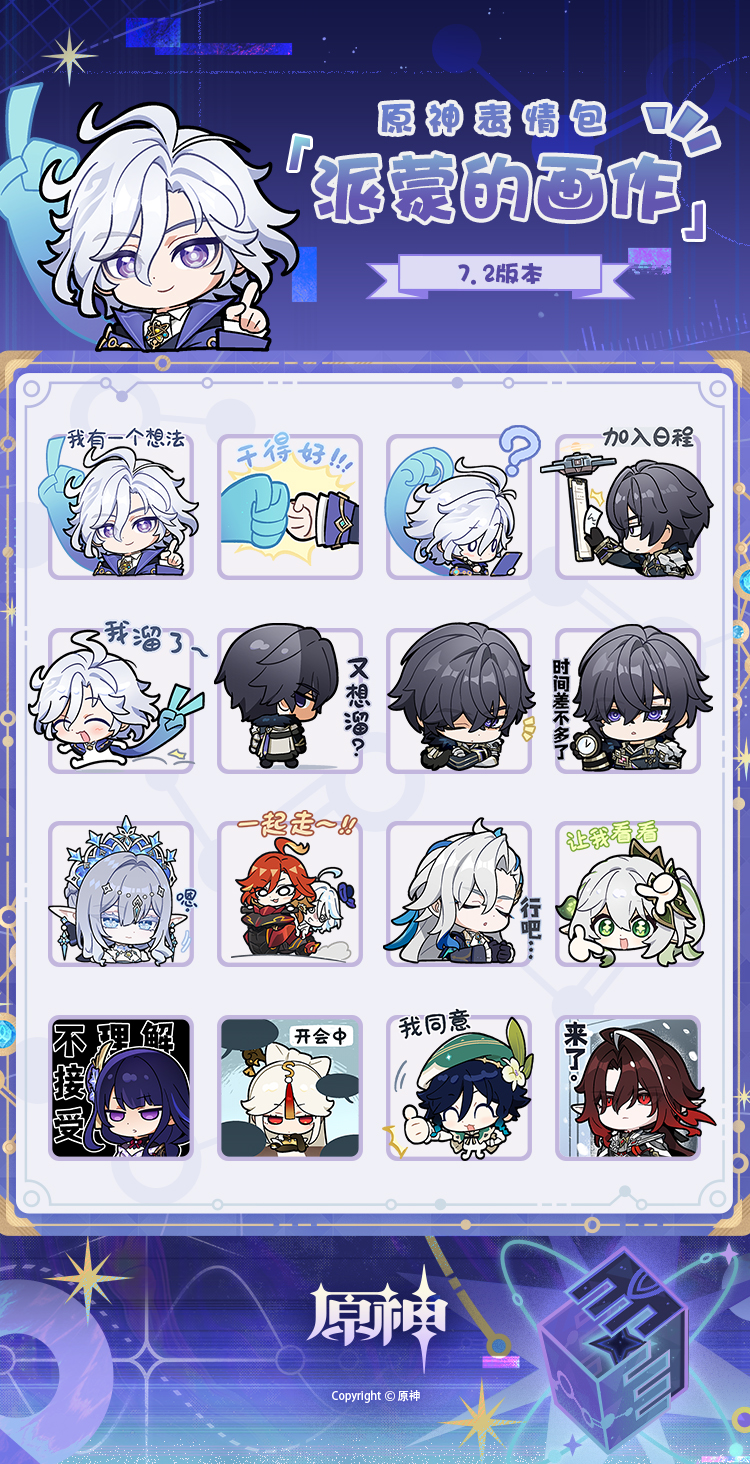 原神表情包
「派蒙的画作」
7.2版本
我有一个想法
干得好!!!
?
加入日程
我溜了~
又想溜?
时间差不多了
嗯
一起走~!!
行吧...
让我看看
不理解
接受
开会中
我同意
来了。
原神
Copyright © 原神